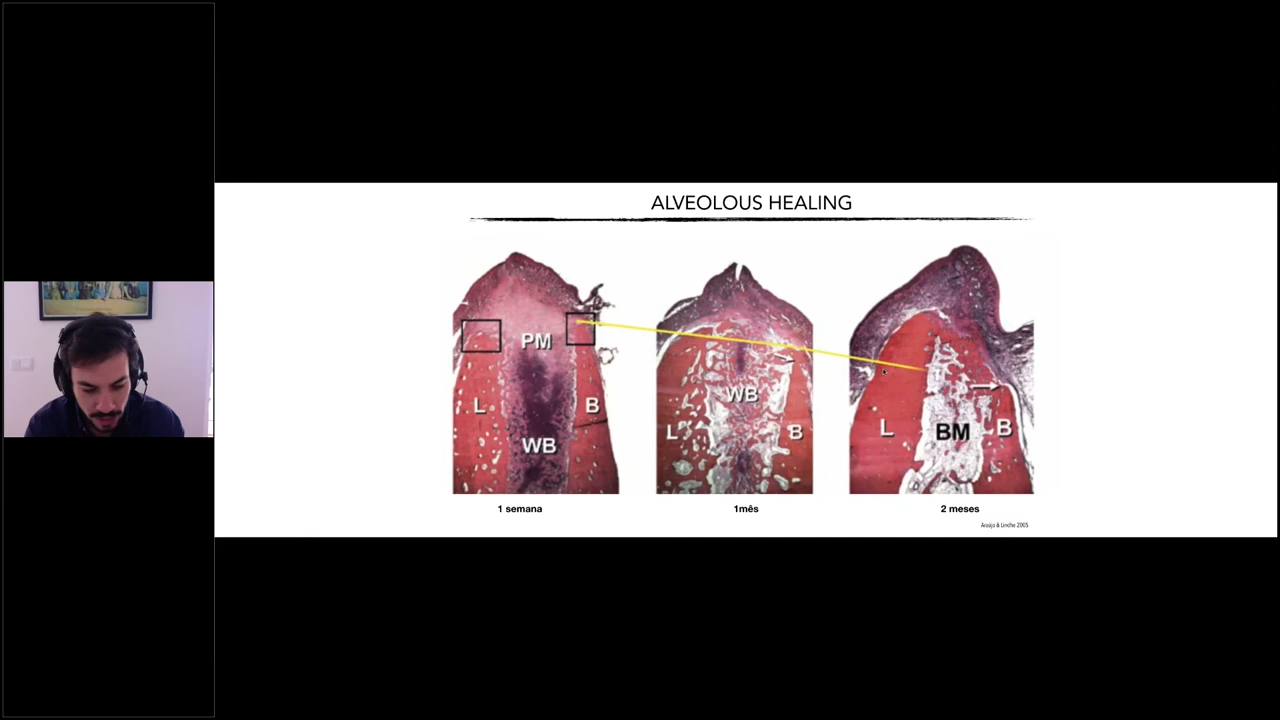 ALVEOLOUS HEALING
PM
L
B
WB
WB
L
B
L
BM
B
1 semana
1mês
2 meses
Araújo & Lindhe 2005